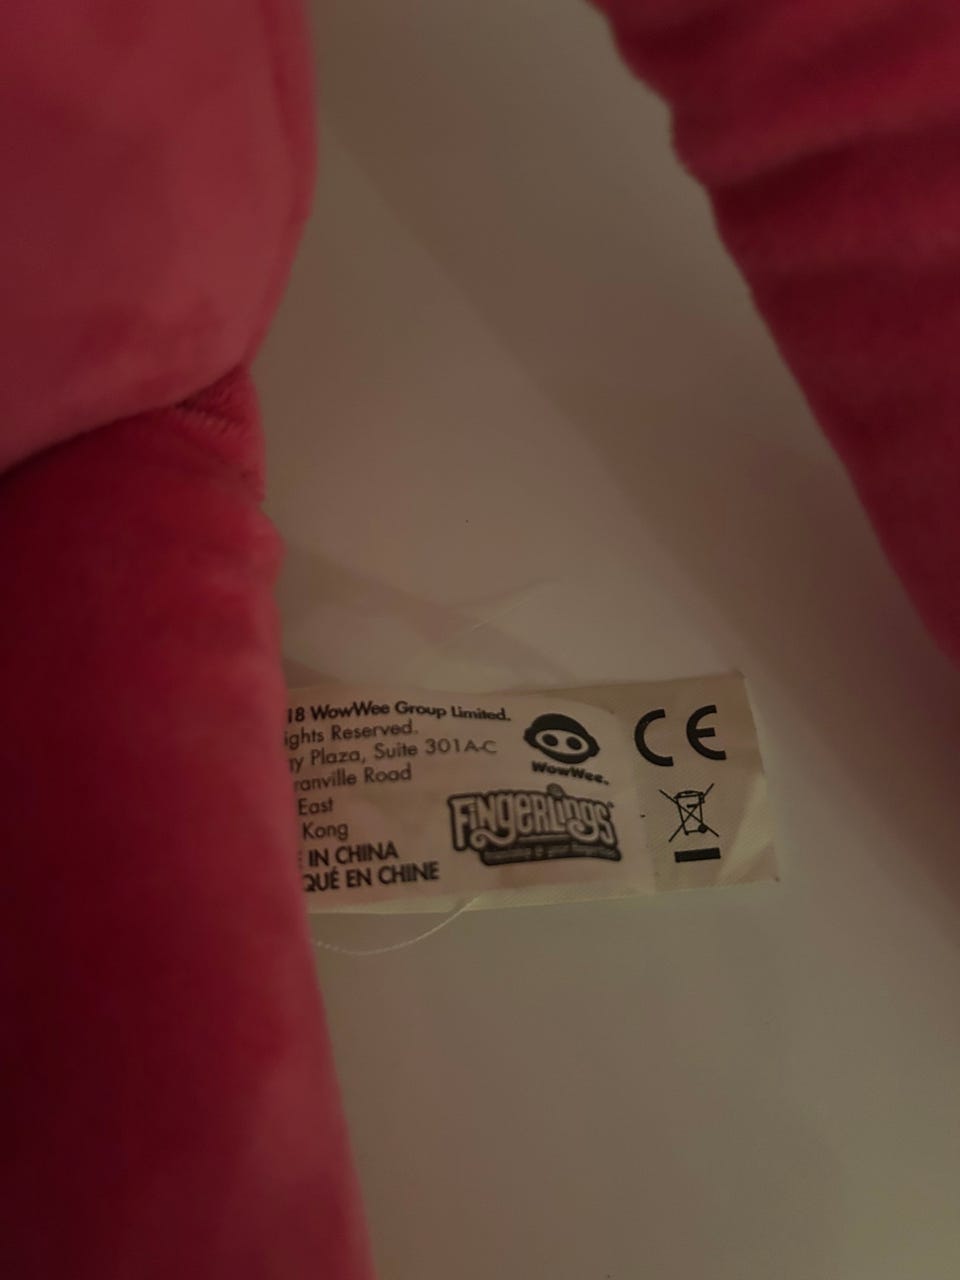 18 WowWee Group Limited.
ights Reserved.
ny Plaza, Suite 301A-C
ranville Road
East
Kong
IN CHINA
QUÉ EN CHINE
WowWee.
FiNgerLiNgs
CE